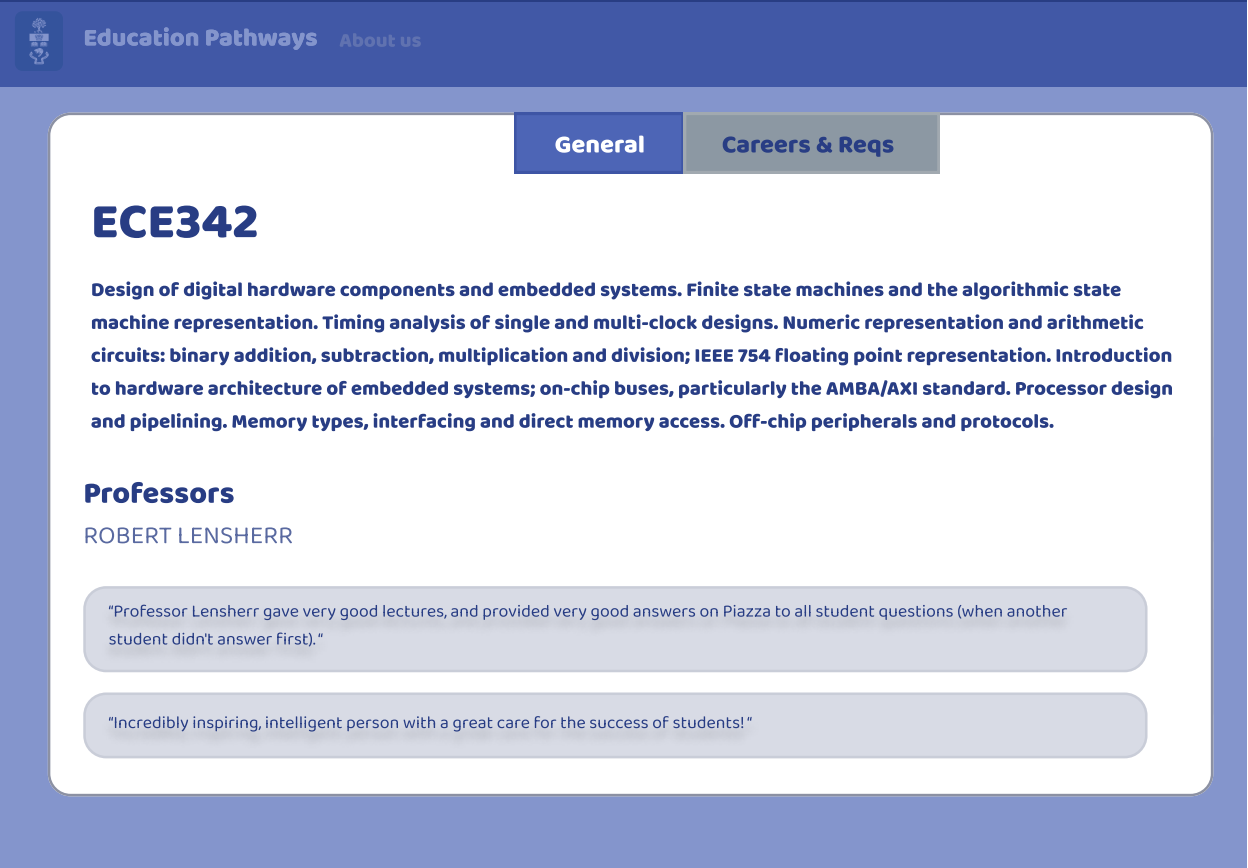 Education Pathways About us
General Careers & Reqs
ECE342
Design of digital hardware components and embedded systems. Finite state machines and the algorithmic state
machine representation. Timing analysis of single and multi-clock designs. Numeric representation and arithmetic
circuits: binary addition, subtraction, multiplication and division; IEEE 754 floating point representation. Introduction
to hardware architecture of embedded systems; on-chip buses, particularly the AMBA/AXI standard. Processor design
and pipelining. Memory types, interfacing and direct memory access. Off-chip peripherals and protocols.
Professors
ROBERT LENSHERR
“Professor Lensherr gave very good lectures, and provided very good answers on Piazza to all student questions (when another
student didn't answer first). “
“Incredibly inspiring, intelligent person with a great care for the success of students! “